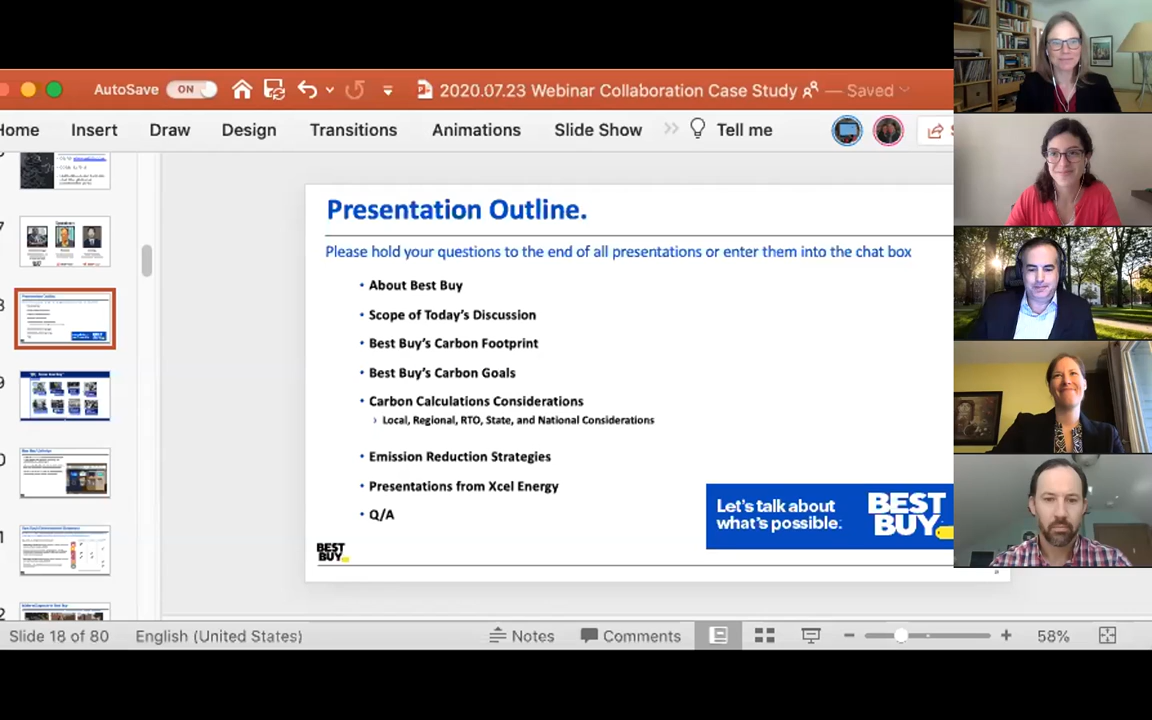 AutoSave ON 2020.07.23 Webinar Collaboration Case Study — Saved
Home Insert Draw Design Transitions Animations Slide Show Tell me
Presentation Outline.
Please hold your questions to the end of all presentations or enter them into the chat box
• About Best Buy
• Scope of Today's Discussion
• Best Buy's Carbon Footprint
• Best Buy's Carbon Goals
• Carbon Calculations Considerations
› Local, Regional, RTO, State, and National Considerations
• Emission Reduction Strategies
• Presentations from Xcel Energy
• Q/A
Let's talk about
what's possible.
BEST
BUY
BEST
BUY
Slide 18 of 80 English (United States) Notes Comments 58%